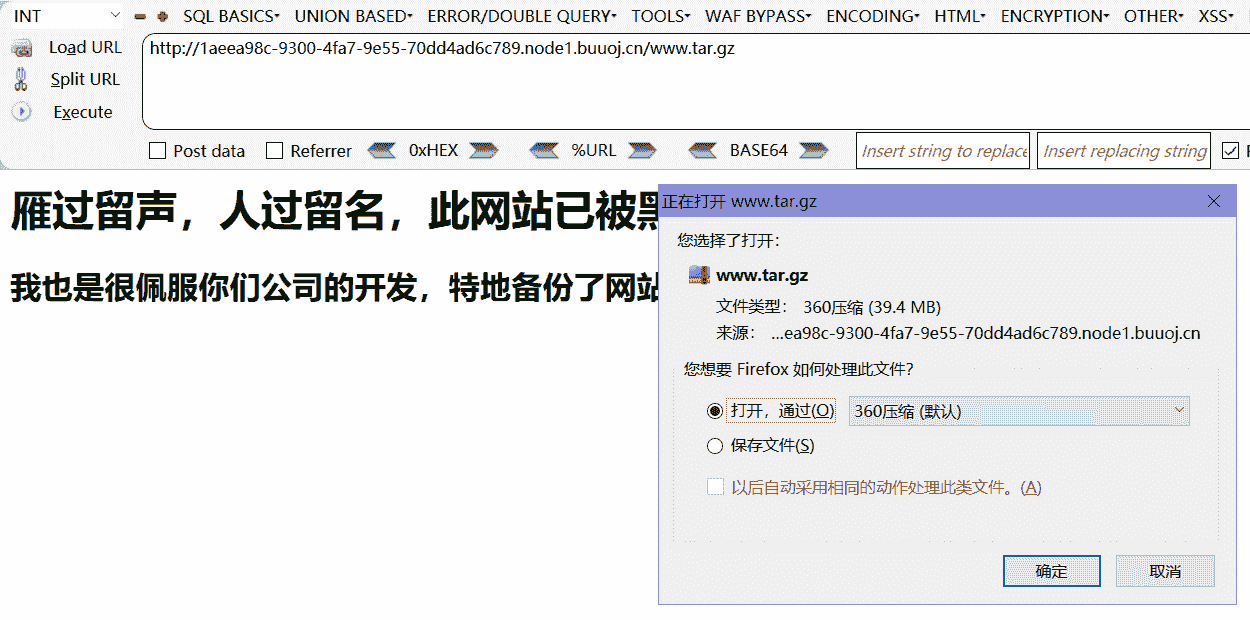 INT SQL BASICS UNION BASED ERROR/DOUBLE QUERY TOOLS WAF BYPASS ENCODING HTML ENCRYPTION OTHER XSS
Load URL http://1aeea98c-9300-4fa7-9e55-70dd4ad6c789.node1.buuoj.cn/www.tar.gz
Split URL
Execute
Post data Referrer 0xHEX %URL BASE64 Insert string to replace Insert replacing string
雁过留声，人过留名，此网站已被黑
我也是很佩服你们公司的开发，特地备份了网站
正在打开 www.tar.gz
您选择了打开：
www.tar.gz
文件类型： 360压缩 (39.4 MB)
来源： ...ea98c-9300-4fa7-9e55-70dd4ad6c789.node1.buuoj.cn
您想要 Firefox 如何处理此文件？
打开，通过(O) 360压缩 (默认)
保存文件(S)
以后自动采用相同的动作处理此类文件。(A)
确定 取消